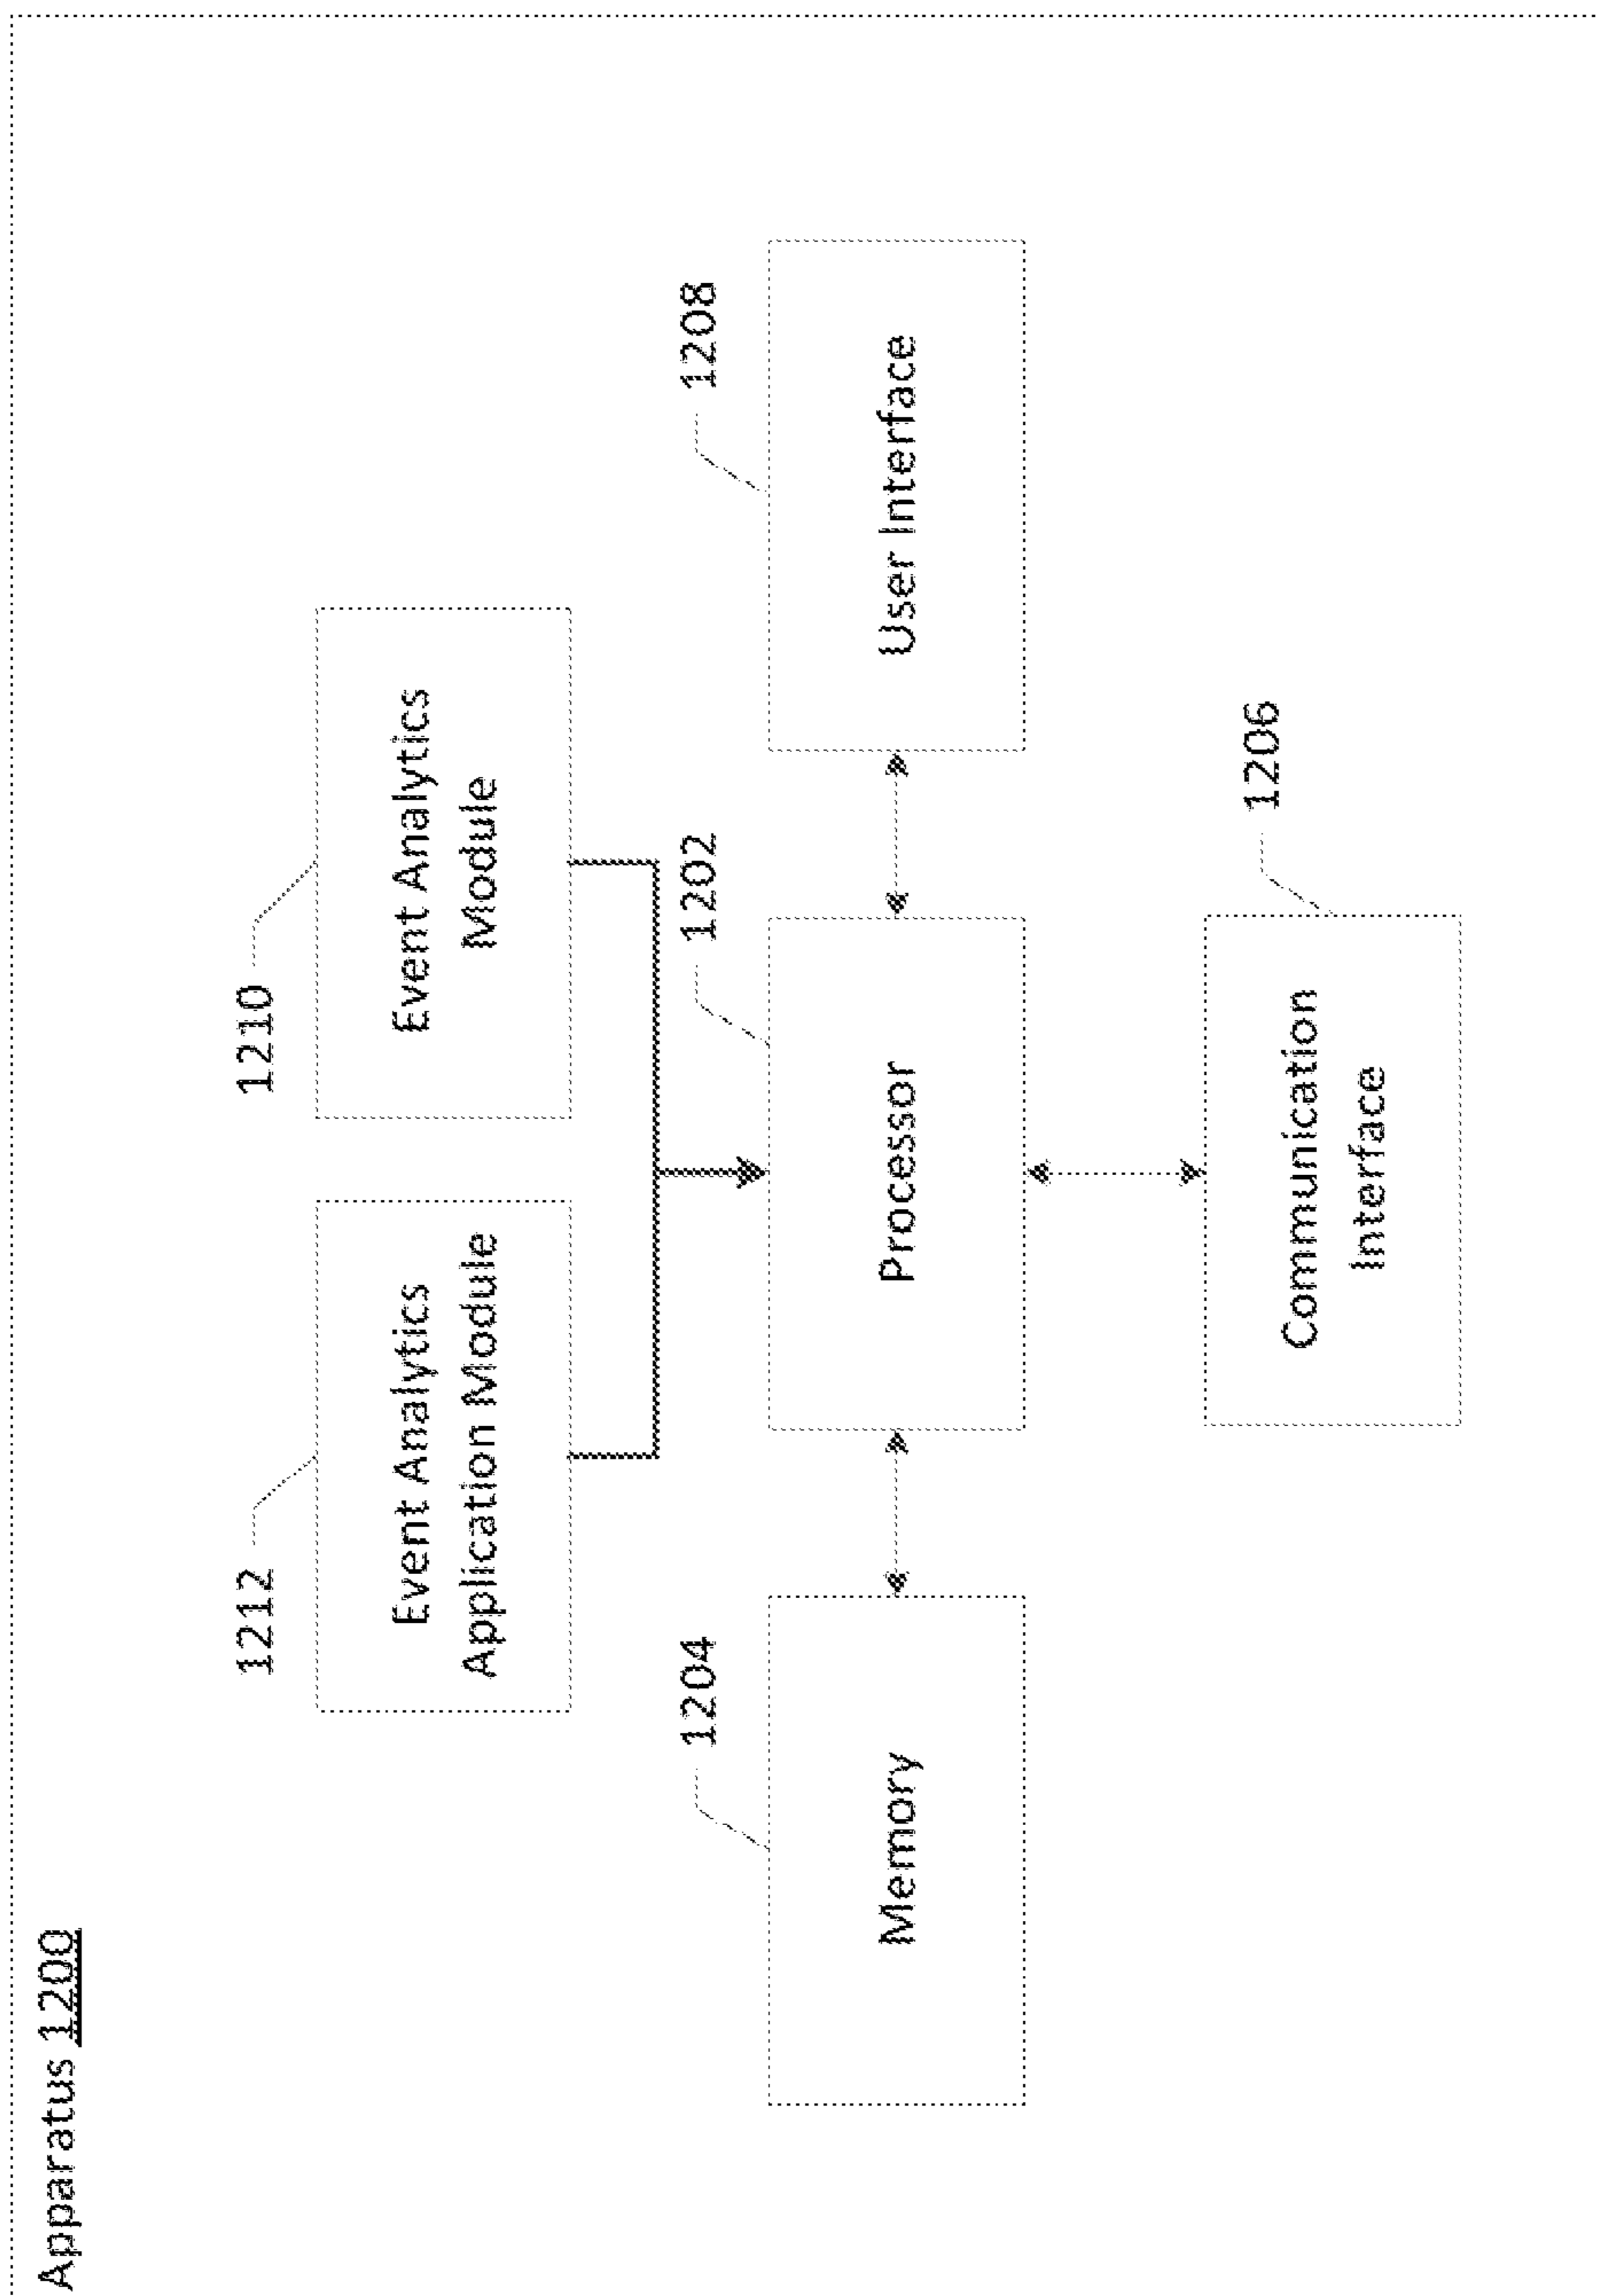 Apparatus 1200
1212
Event Analytics
Application Module
1210
Event Analytics
Module
1204
Memory
1202
Processor
1208
User Interface
1206
Communication
Interface